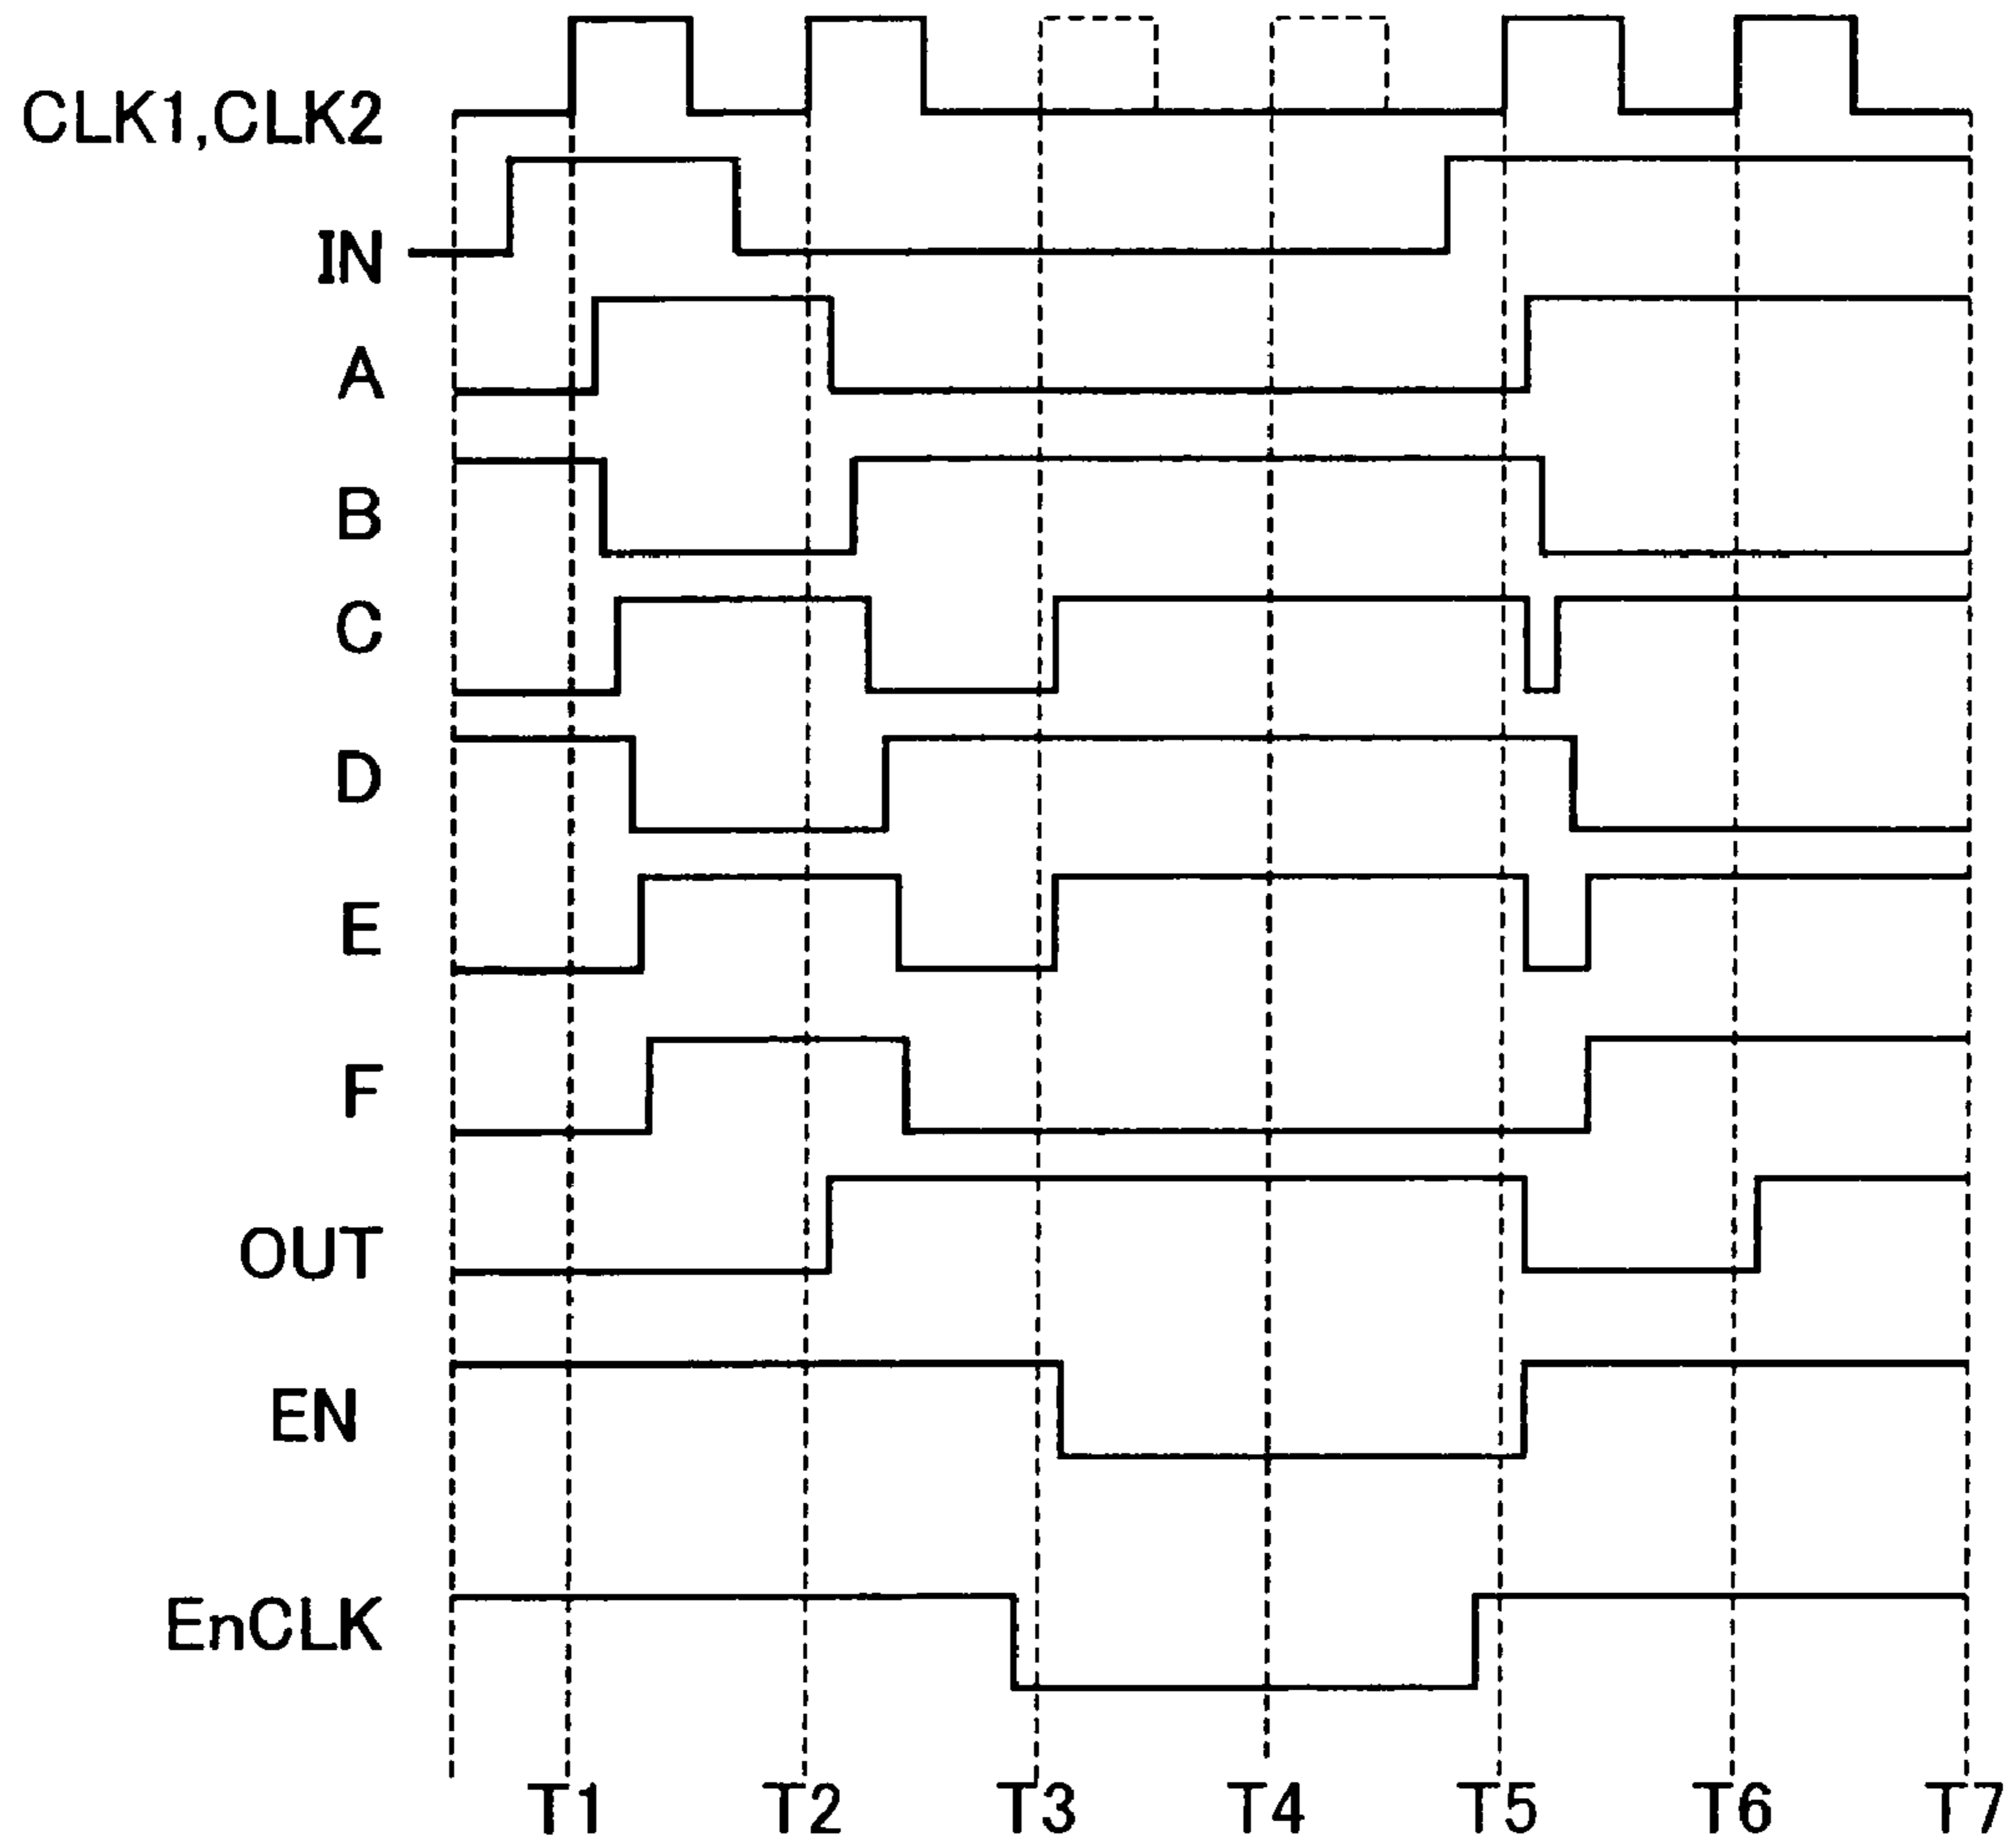 CLK1,CLK2
IN
A
B
C
D
E
F
OUT
EN
EnCLK
T1 T2 T3 T4 T5 T6 T7